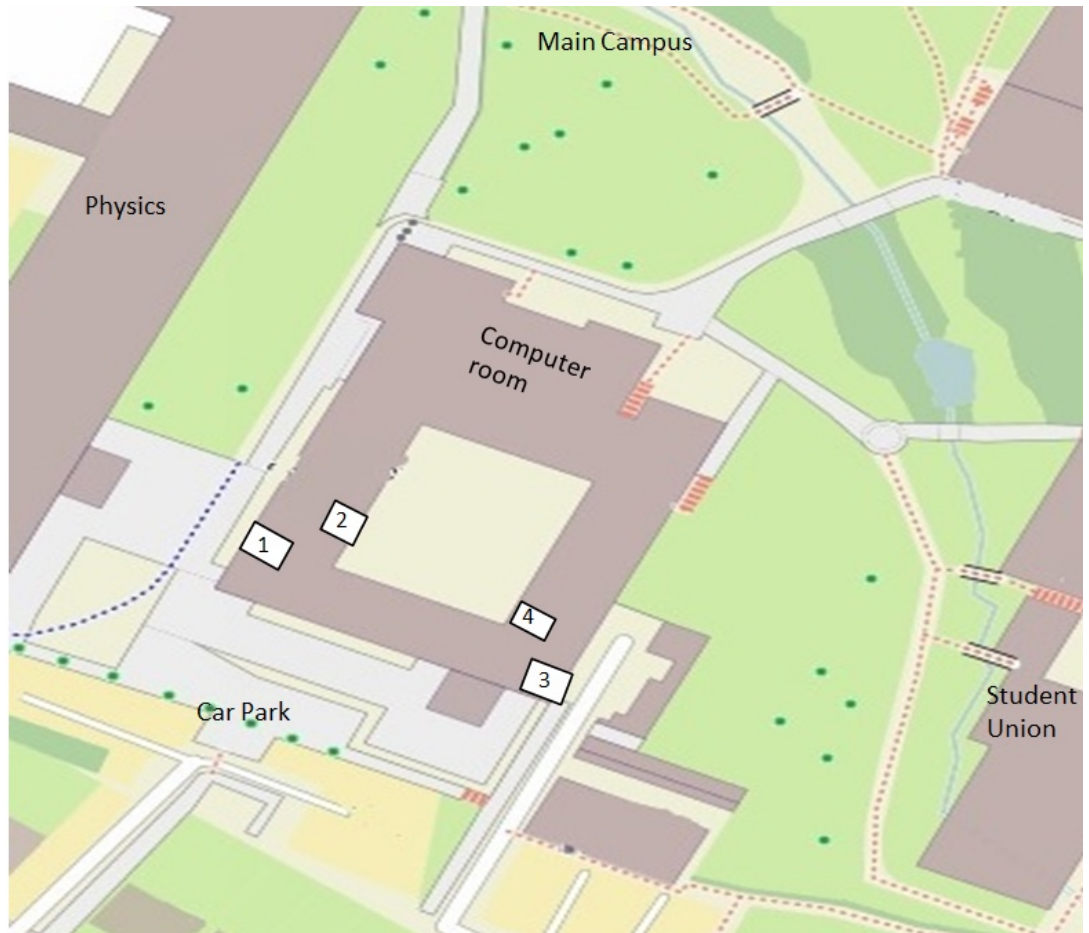 Main Campus
Physics
Computer
room
2
1
4
3
Student
Union
Car Park